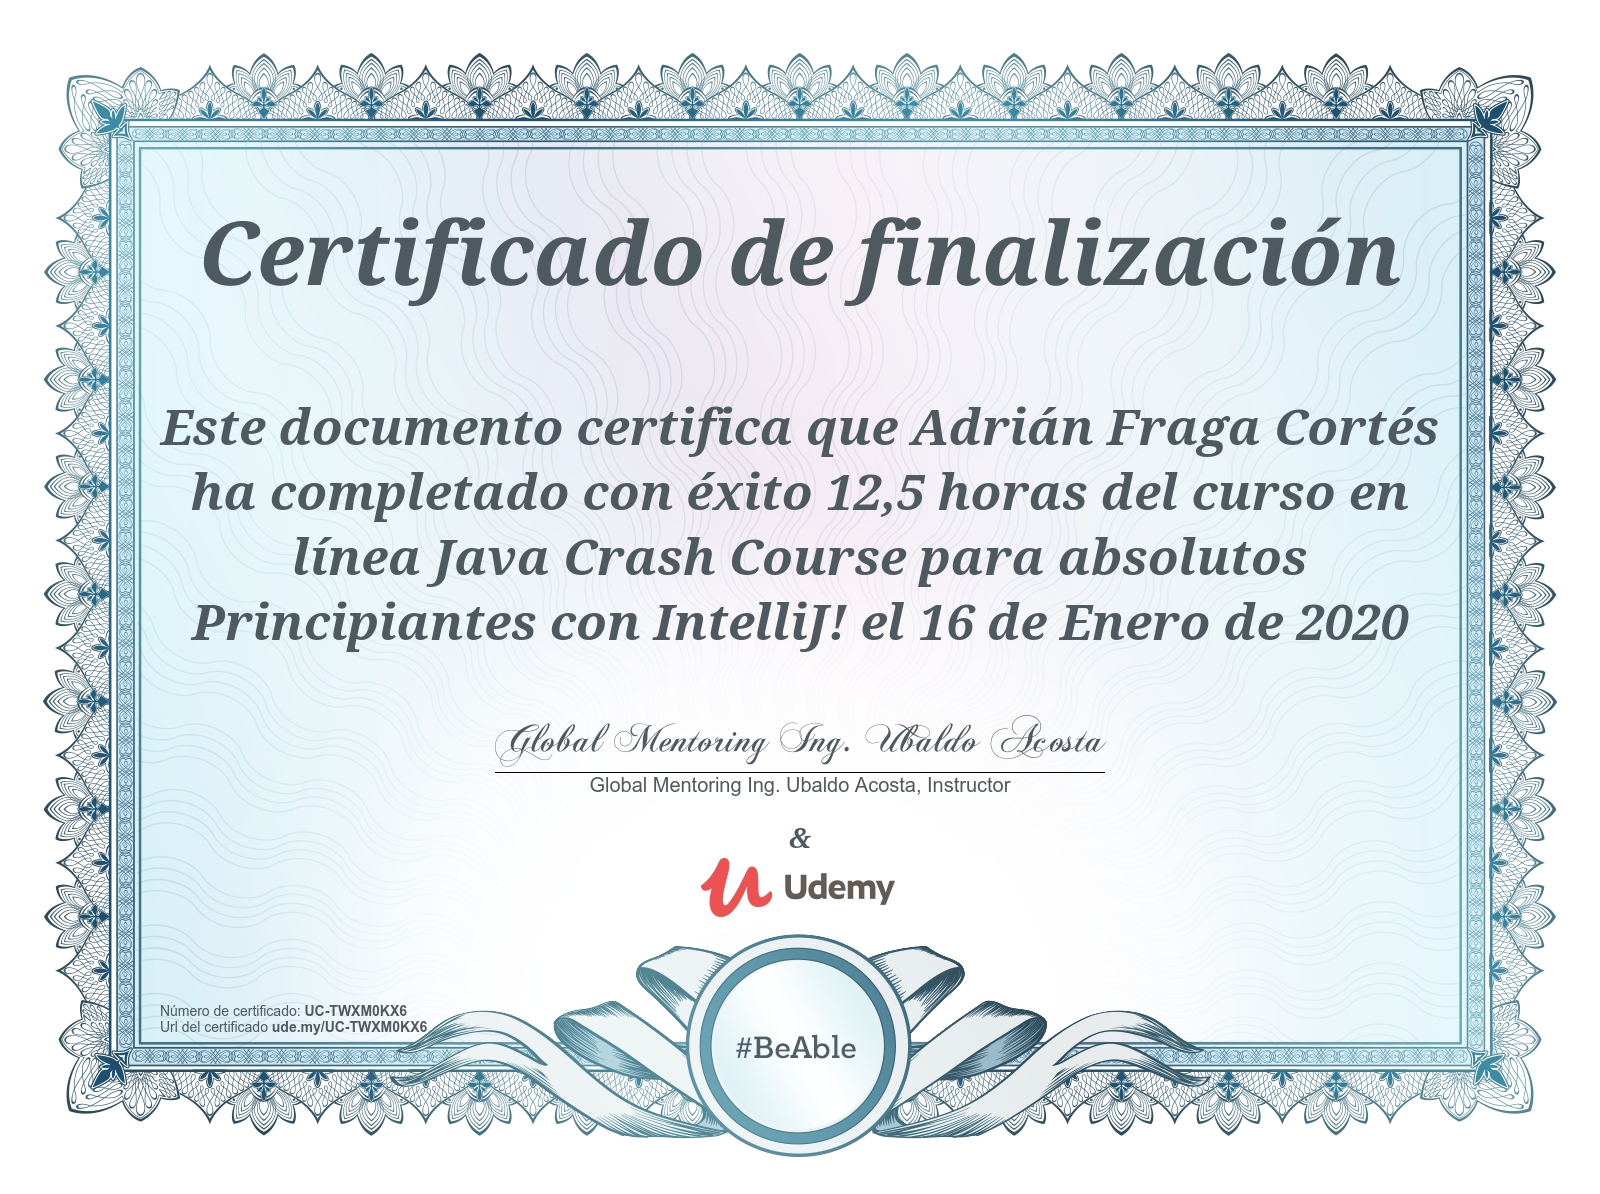 Certificado de finalización
Este documento certifica que Adrián Fraga Cortés
ha completado con éxito 12,5 horas del curso en
línea Java Crash Course para absolutos
Principiantes con IntelliJ! el 16 de Enero de 2020
Global Mentoring Ing. Ubaldo Acosta
Global Mentoring Ing. Ubaldo Acosta, Instructor
&
Udemy
Número de certificado: UC-TWXM0KX6
Url del certificado ude.my/UC-TWXM0KX6
#BeAble